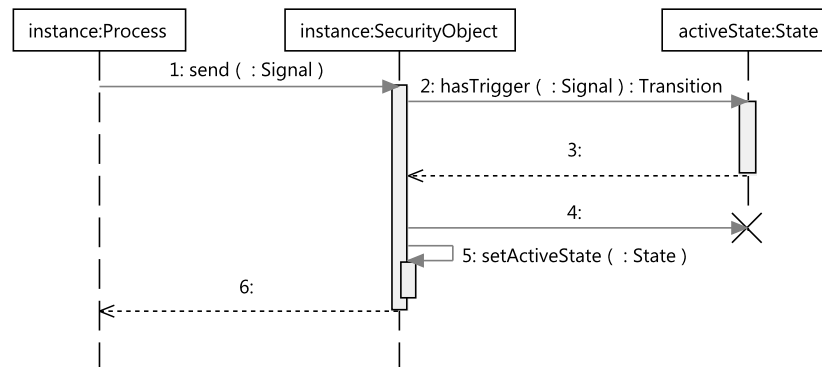 instance:Process
instance:SecurityObject
activeState:State
1: send ( : Signal )
2: hasTrigger ( : Signal ) : Transition
3:
4:
5: setActiveState ( : State )
6: